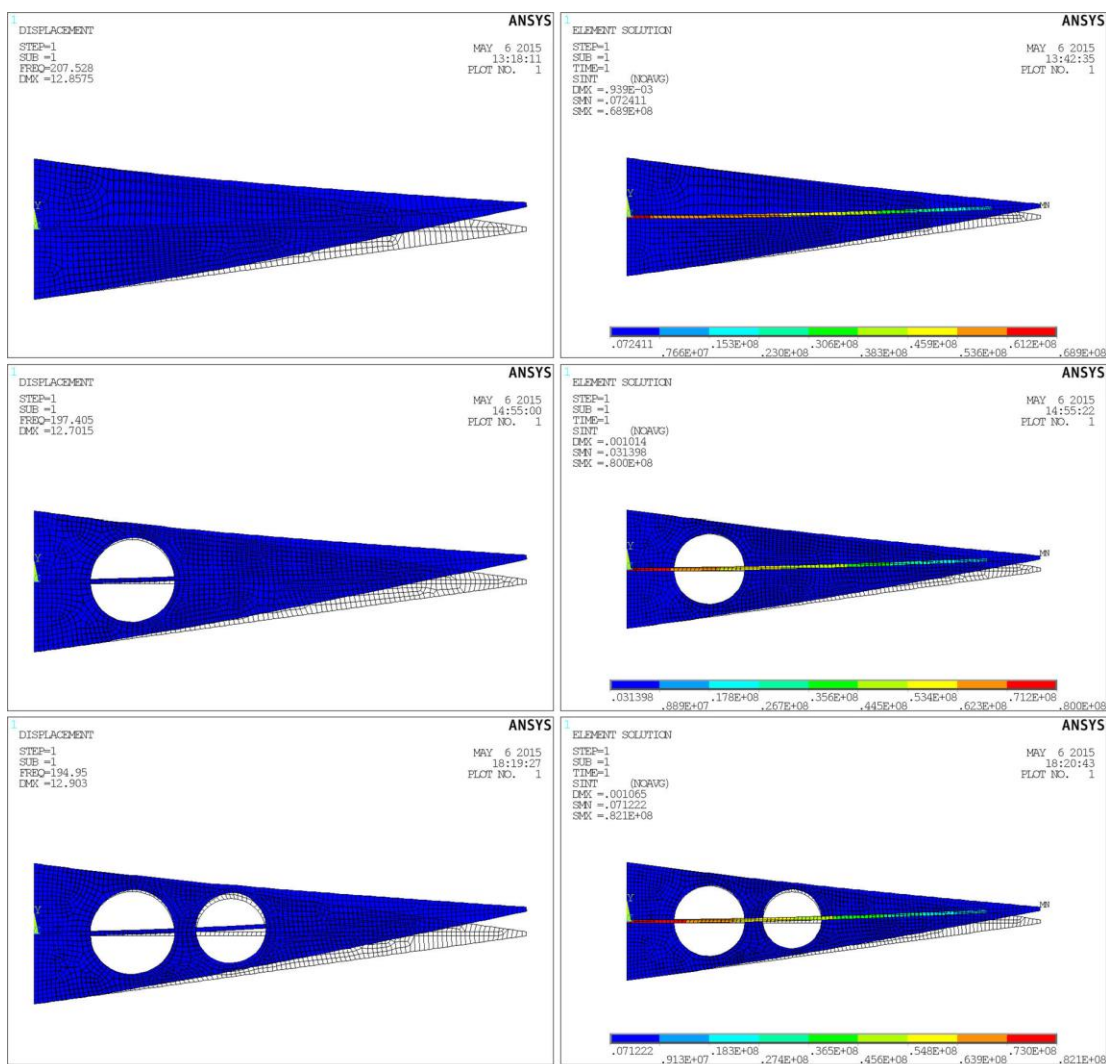 1
ANSYS
DISPLACEMENT
STEP=1
SUB =1
FREQ=207.528
DMX =12.8575
MAY 6 2015
13:18:11
PLOT NO. 1
Y
1
ANSYS
ELEMENT SOLUTION
STEP=1
SUB =1
TIME=1
SINT (NOAVG)
DMX =.939E-03
SMN =.072411
SMX =.689E+08
MAY 6 2015
13:42:35
PLOT NO. 1
Y
MN
.072411 .153E+08 .306E+08 .459E+08 .612E+08
.766E+07 .230E+08 .383E+08 .536E+08 .689E+08
1
ANSYS
DISPLACEMENT
STEP=1
SUB =1
FREQ=197.405
DMX =12.7015
MAY 6 2015
14:55:00
PLOT NO. 1
Y
1
ANSYS
ELEMENT SOLUTION
STEP=1
SUB =1
TIME=1
SINT (NOAVG)
DMX =.001014
SMN =.031398
SMX =.800E+08
MAY 6 2015
14:55:22
PLOT NO. 1
Y
MN
.031398 .178E+08 .356E+08 .534E+08 .712E+08
.889E+07 .267E+08 .445E+08 .623E+08 .800E+08
1
ANSYS
DISPLACEMENT
STEP=1
SUB =1
FREQ=194.95
DMX =12.903
MAY 6 2015
18:19:27
PLOT NO. 1
Y
1
ANSYS
ELEMENT SOLUTION
STEP=1
SUB =1
TIME=1
SINT (NOAVG)
DMX =.001065
SMN =.071222
SMX =.821E+08
MAY 6 2015
18:20:43
PLOT NO. 1
Y
MN
.071222 .183E+08 .365E+08 .548E+08 .730E+08
.913E+07 .274E+08 .456E+08 .639E+08 .821E+08